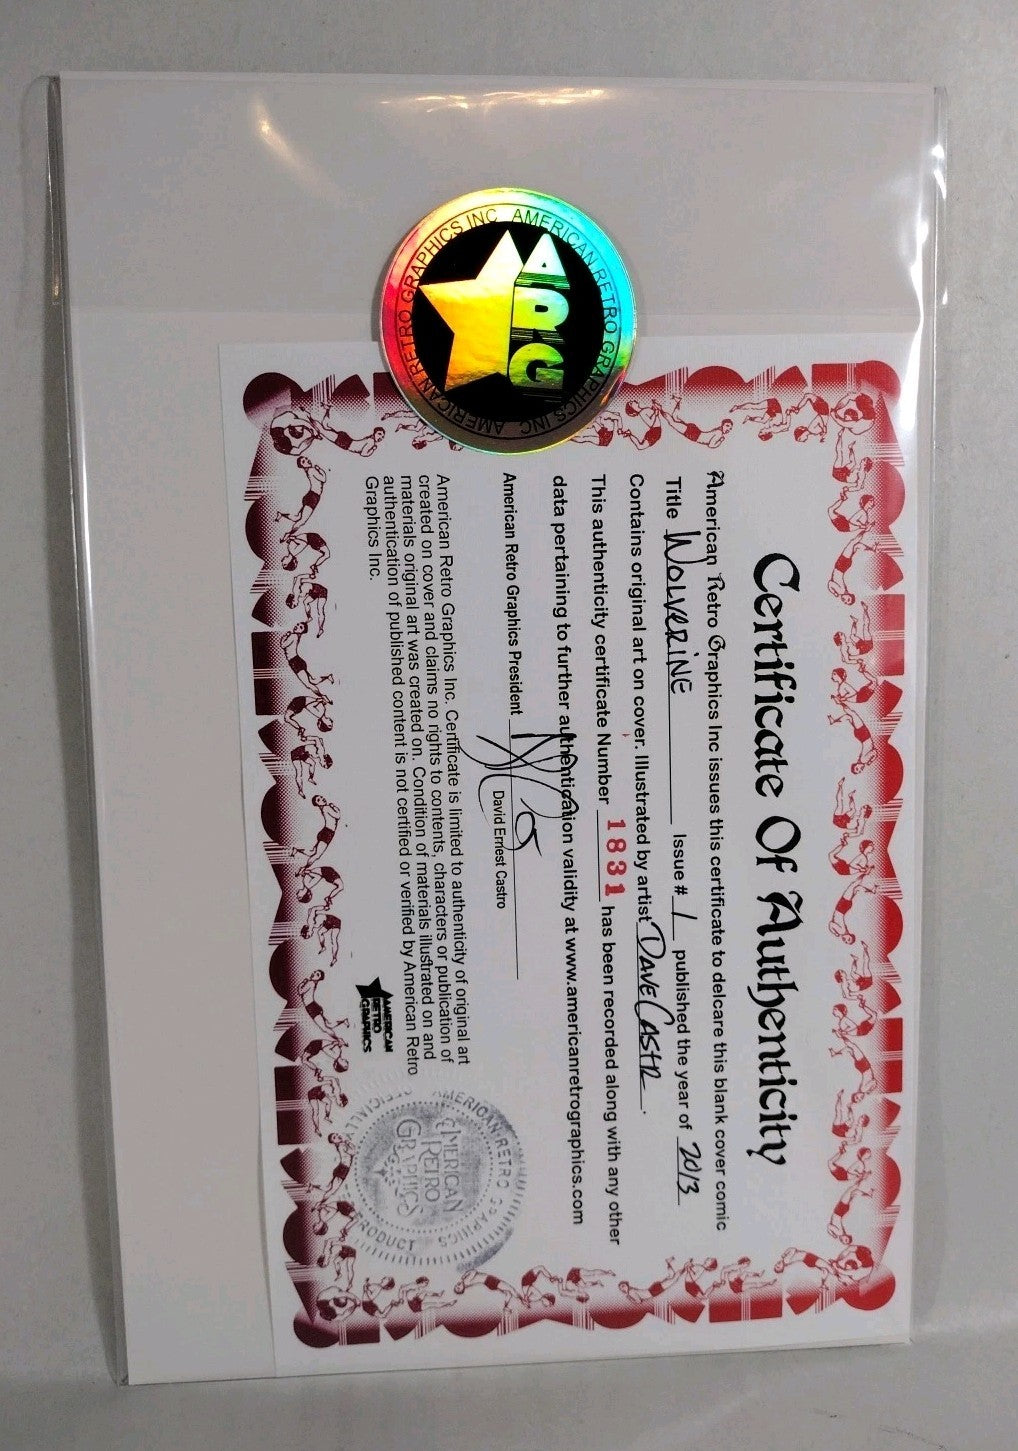 AMERICAN RETRO GRAPHICS INC AMERICAN RETRO GRAPHICS INC
ARG
Certificate Of Authenticity
American Retro Graphics Inc issues this certificate to delcare this blank cover comic
Title WOLVERINE Issue # 1 published the year of 2013
Contains original art on cover. Illustrated by artist DAVE CASTR.
This authenticity certificate Number 1831 has been recorded along with any other
data pertaining to further authentication validity at www.americanretrographics.com
American Retro Graphics President
David Ernest Castro
American Retro Graphics Inc. Certificate is limited to authenticity of original art
created on cover and claims no rights to contents, characters or publication of
materials original art was created on. Condition of materials illustrated on and
authentication of published content is not certified or verified by American Retro
Graphics Inc.
AMERICAN
RETRO
GRAPHICS
AMERICAN RETRO GRAPHICS
OFFICIAL PRODUCT
AMERICAN
RETRO
GRAPHICS